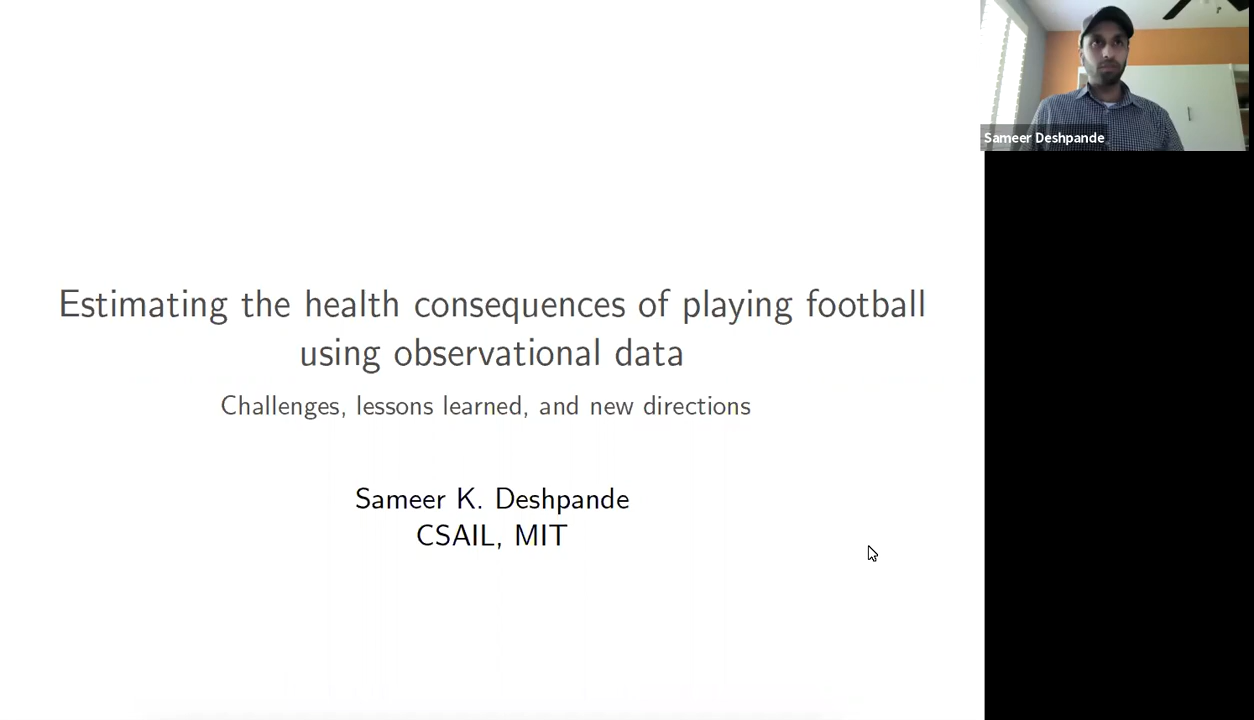 Sameer Deshpande
Estimating the health consequences of playing football
using observational data
Challenges, lessons learned, and new directions
Sameer K. Deshpande
CSAIL, MIT